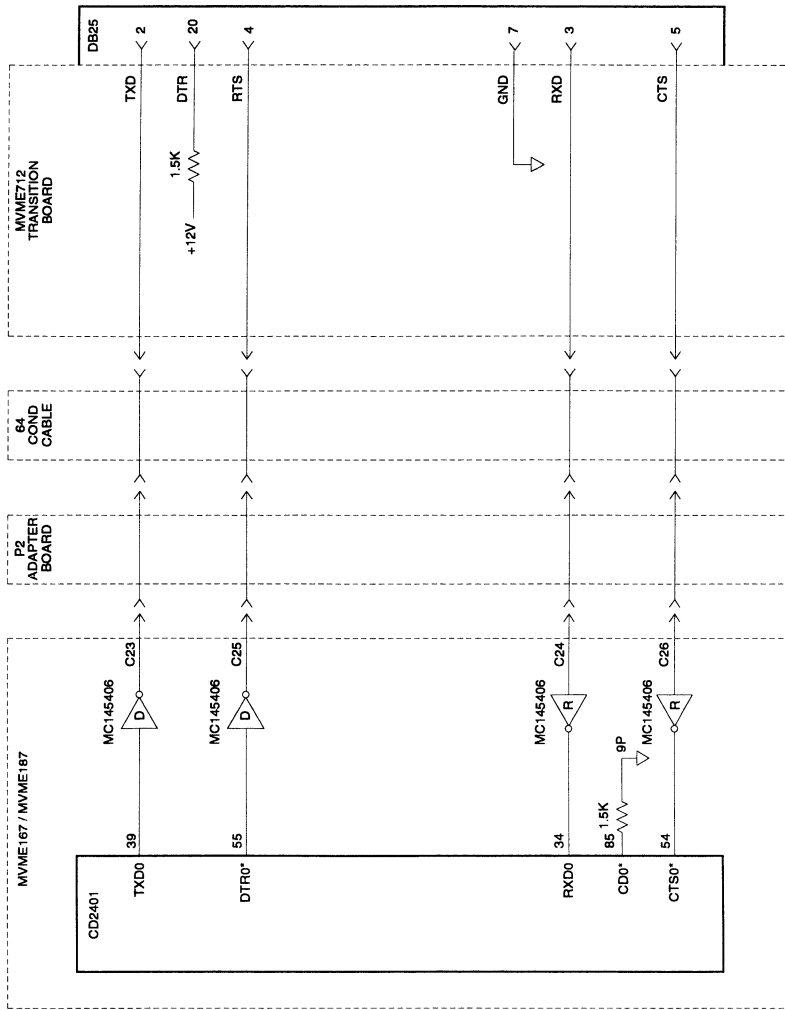 MVME167 / MVME187
CD2401
TXD0
39
MC145406
D
C23
DTR0*
55
MC145406
D
C25
RXD0
34
MC145406
R
C24
CD0*
85
1.5K
9P
CTS0*
54
MC145406
R
C26
P2
ADAPTER
BOARD
64
COND
CABLE
MVME712
TRANSITION
BOARD
TXD
+12V
1.5K
DTR
RTS
GND
RXD
CTS
DB25
2
20
4
7
3
5